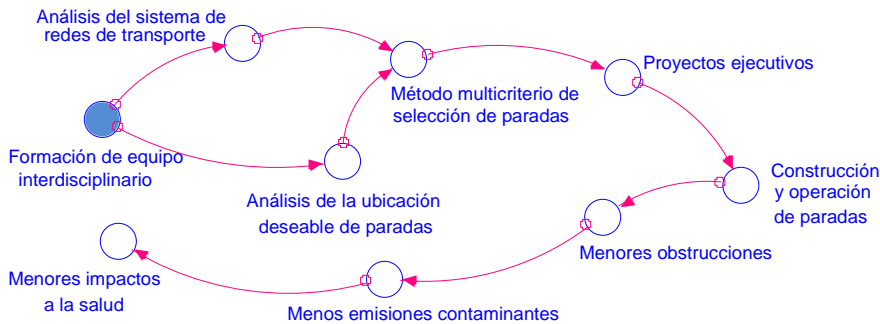 Análisis del sistema de
redes de transporte
Proyectos ejecutivos
Método multicriterio de
selección de paradas
Formación de equipo
interdisciplinario
Análisis de la ubicación
deseable de paradas
Construcción
y operación
de paradas
Menores obstrucciones
Menores impactos
a la salud
Menos emisiones contaminantes